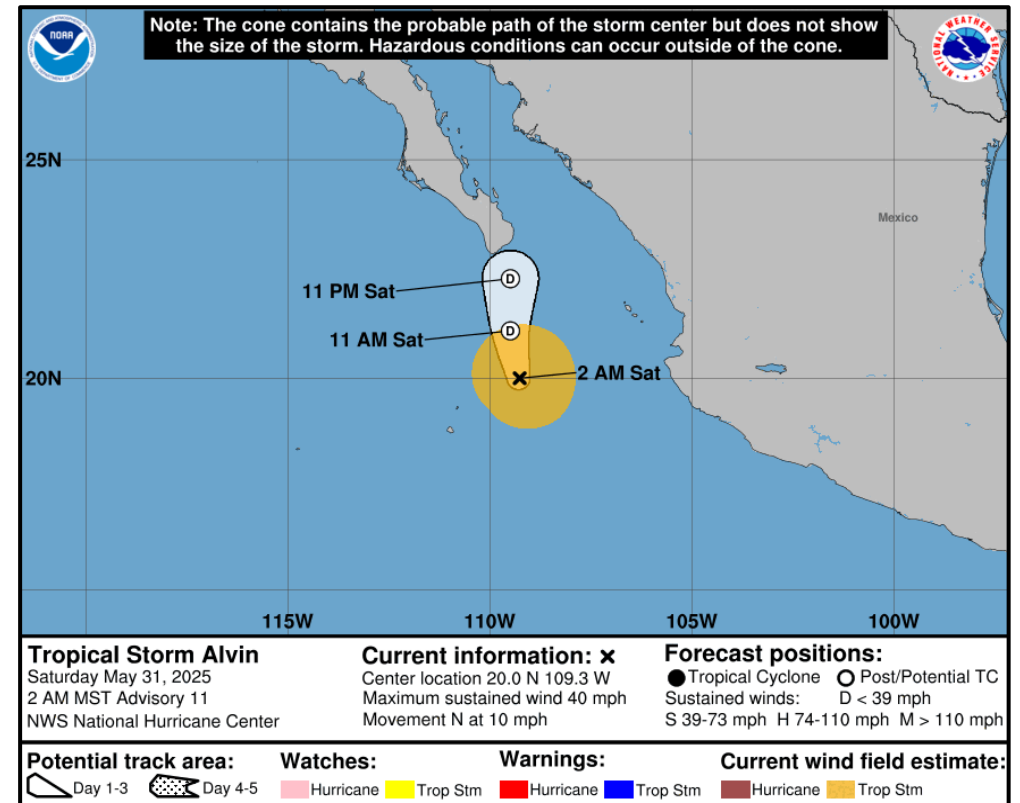 Note: The cone contains the probable path of the storm center but does not show
the size of the storm. Hazardous conditions can occur outside of the cone.
NOAA
NATIONAL WEATHER SERVICE
25N
Mexico
11 PM Sat
D
11 AM Sat
D
20N
2 AM Sat
115W
110W
105W
100W
Tropical Storm Alvin
Saturday May 31, 2025
2 AM MST Advisory 11
NWS National Hurricane Center
Current information: ×
Center location 20.0 N 109.3 W
Maximum sustained wind 40 mph
Movement N at 10 mph
Forecast positions:
Tropical Cyclone Post/Potential TC
Sustained winds: D < 39 mph
S 39-73 mph H 74-110 mph M > 110 mph
Potential track area:
Day 1-3 Day 4-5
Watches:
Hurricane Trop Stm
Warnings:
Hurricane Trop Stm
Current wind field estimate:
Hurricane Trop Stm